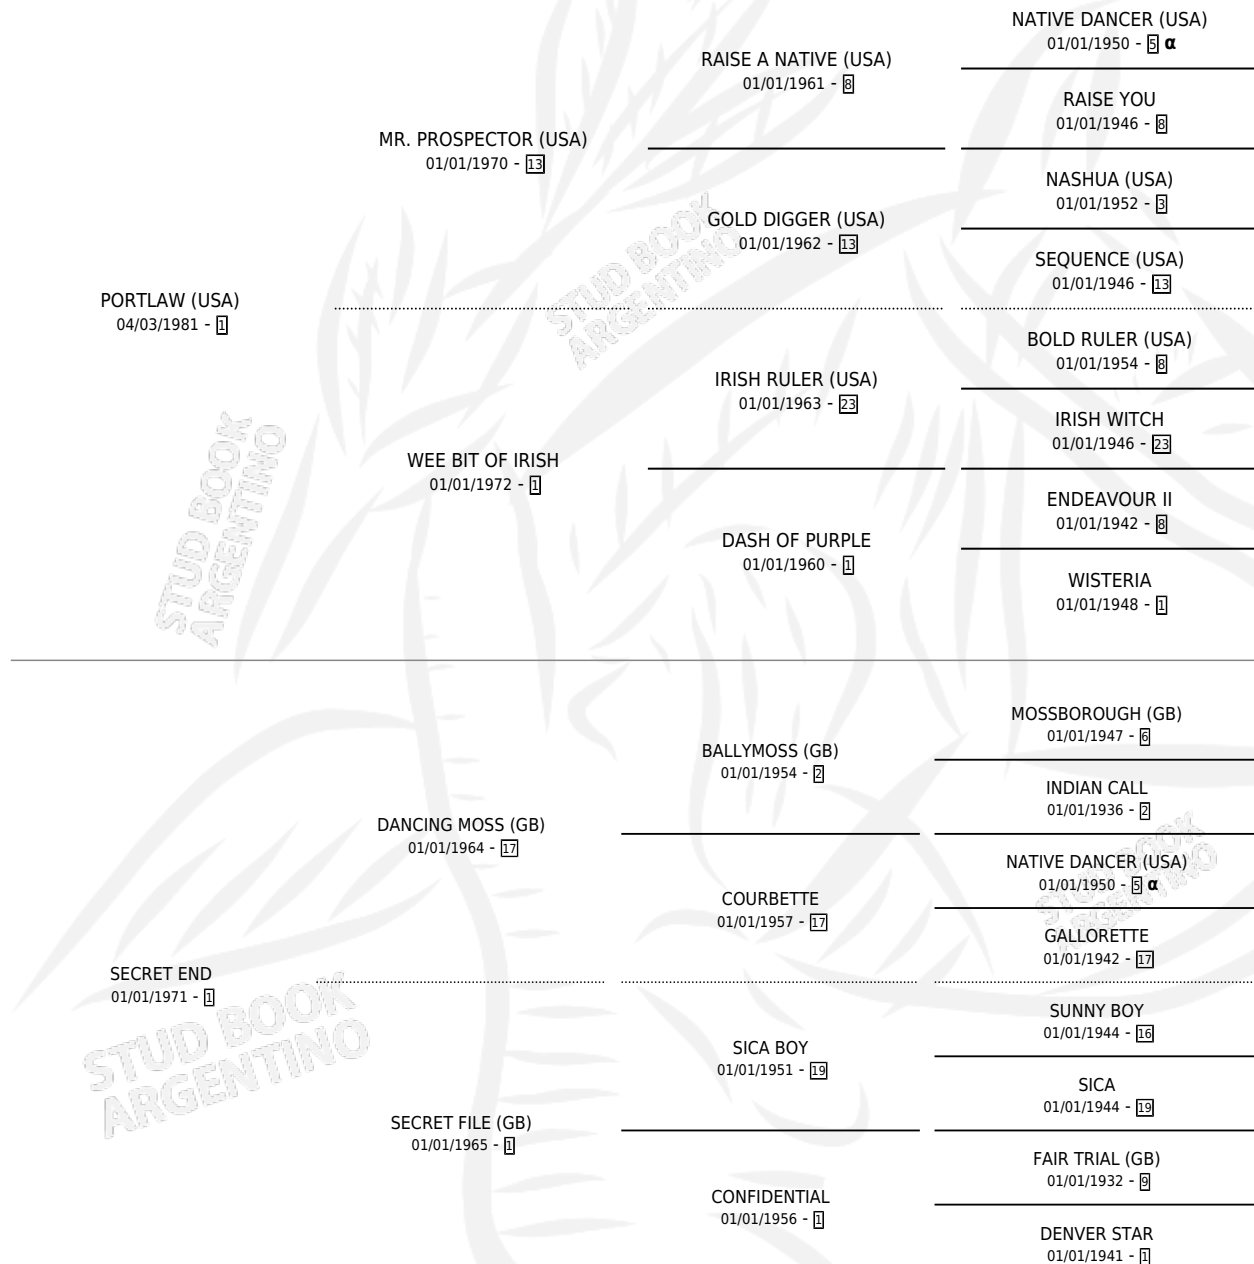 NATIVE DANCER (USA)
01/01/1950 - 5 α
RAISE A NATIVE (USA)
01/01/1961 - 8
RAISE YOU
01/01/1946 - 8
MR. PROSPECTOR (USA)
01/01/1970 - 13
NASHUA (USA)
01/01/1952 - 3
GOLD DIGGER (USA)
01/01/1962 - 13
SEQUENCE (USA)
01/01/1946 - 13
PORTLAW (USA)
04/03/1981 - 1
BOLD RULER (USA)
01/01/1954 - 8
IRISH RULER (USA)
01/01/1963 - 23
IRISH WITCH
01/01/1946 - 23
WEE BIT OF IRISH
01/01/1972 - 1
ENDEAVOUR II
01/01/1942 - 8
DASH OF PURPLE
01/01/1960 - 1
WISTERIA
01/01/1948 - 1
MOSSBOROUGH (GB)
01/01/1947 - 6
BALLYMOSS (GB)
01/01/1954 - 2
INDIAN CALL
01/01/1936 - 2
DANCING MOSS (GB)
01/01/1964 - 17
NATIVE DANCER (USA)
01/01/1950 - 5 α
COURBETTE
01/01/1957 - 17
GALLORETTE
01/01/1942 - 17
SECRET END
01/01/1971 - 1
SUNNY BOY
01/01/1944 - 16
SICA BOY
01/01/1951 - 19
SICA
01/01/1944 - 19
SECRET FILE (GB)
01/01/1965 - 1
FAIR TRIAL (GB)
01/01/1932 - 9
CONFIDENTIAL
01/01/1956 - 1
DENVER STAR
01/01/1941 - 1
STUD BOOK
ARGENTINO
STUD BOOK
ARGENTINO
STUD BOOK
ARGENTINO
STUD BOOK
ARGENTINO